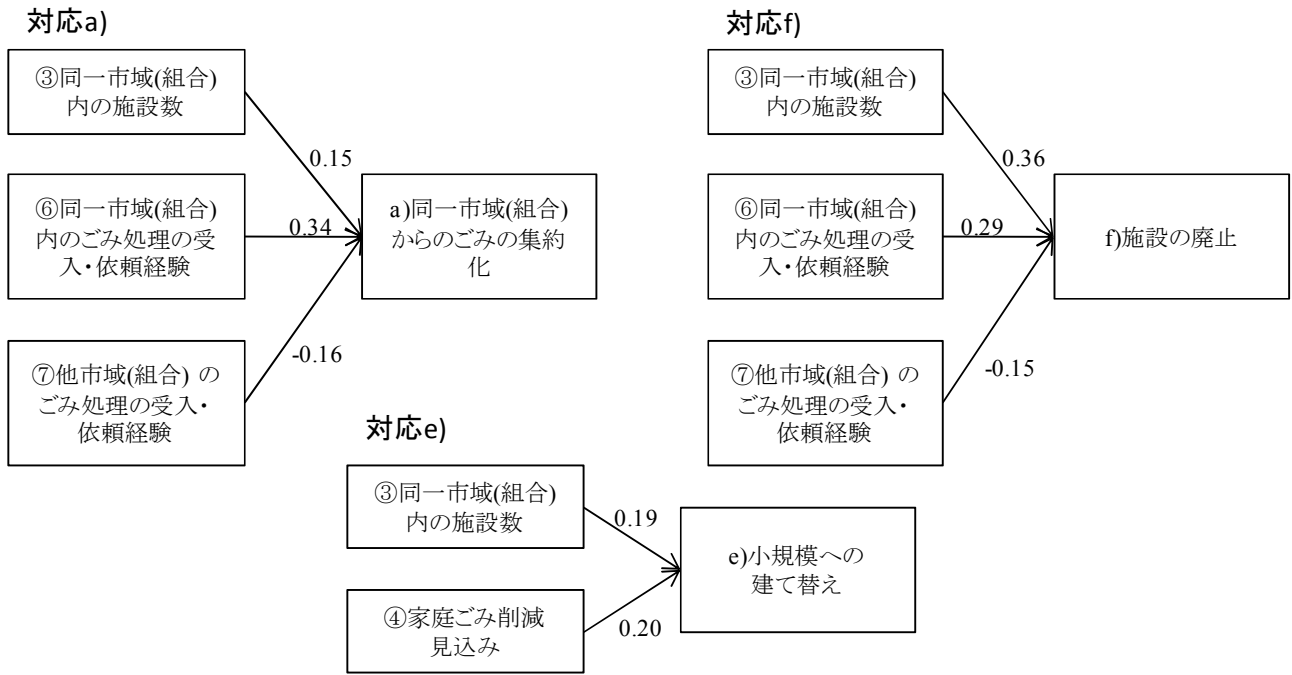 対応a)
③同一市域(組合)
内の施設数
0.15
⑥同一市域(組合)
内のごみ処理の受
入・依頼経験
0.34
a)同一市域(組合)
からのごみの集約
化
⑦他市域(組合) の
ごみ処理の受入・
依頼経験
-0.16
対応f)
③同一市域(組合)
内の施設数
0.36
⑥同一市域(組合)
内のごみ処理の受
入・依頼経験
0.29
f)施設の廃止
⑦他市域(組合) の
ごみ処理の受入・
依頼経験
-0.15
対応e)
③同一市域(組合)
内の施設数
0.19
e)小規模への
建て替え
④家庭ごみ削減
見込み
0.20